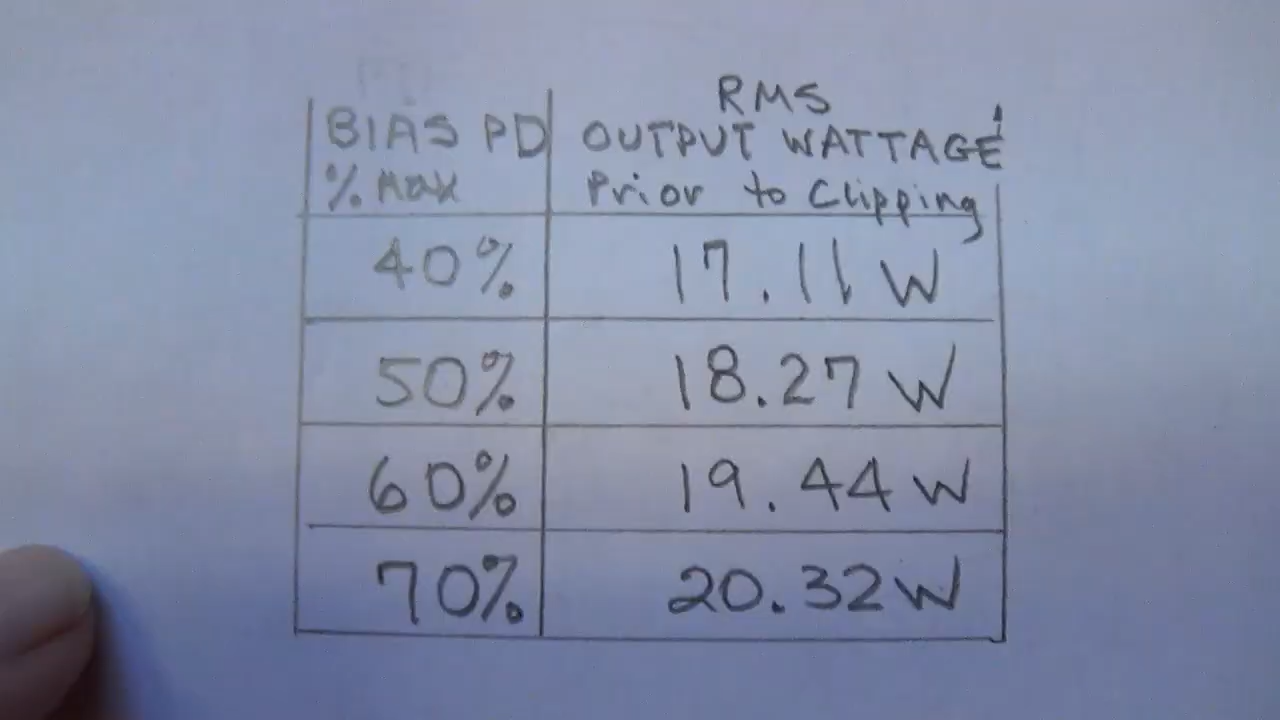 BIAS PD
% Max
RMS
OUTPUT WATTAGE
Prior to Clipping
40%
17.11 W
50%
18.27 W
60%
19.44 W
70%
20.32 W